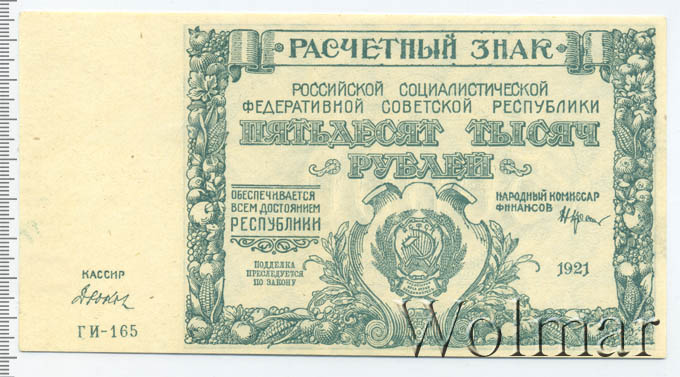 РАСЧЕТНЫЙ ЗНАК
РОССИЙСКОЙ СОЦИАЛИСТИЧЕСКОЙ
ФЕДЕРАТИВНОЙ СОВЕТСКОЙ РЕСПУБЛИКИ
ПЯТЬДЕСЯТ ТЫСЯЧ
РУБЛЕЙ
ОБЕСПЕЧИВАЕТСЯ
ВСЕМ ДОСТОЯНИЕМ
РЕСПУБЛИКИ
ПОДДЕЛКА
ПРЕСЛЕДУЕТСЯ
ПО ЗАКОНУ
НАРОДНЫЙ КОМИССАР
ФИНАНСОВ
1921
КАССИР
ГИ-165
Wolmar